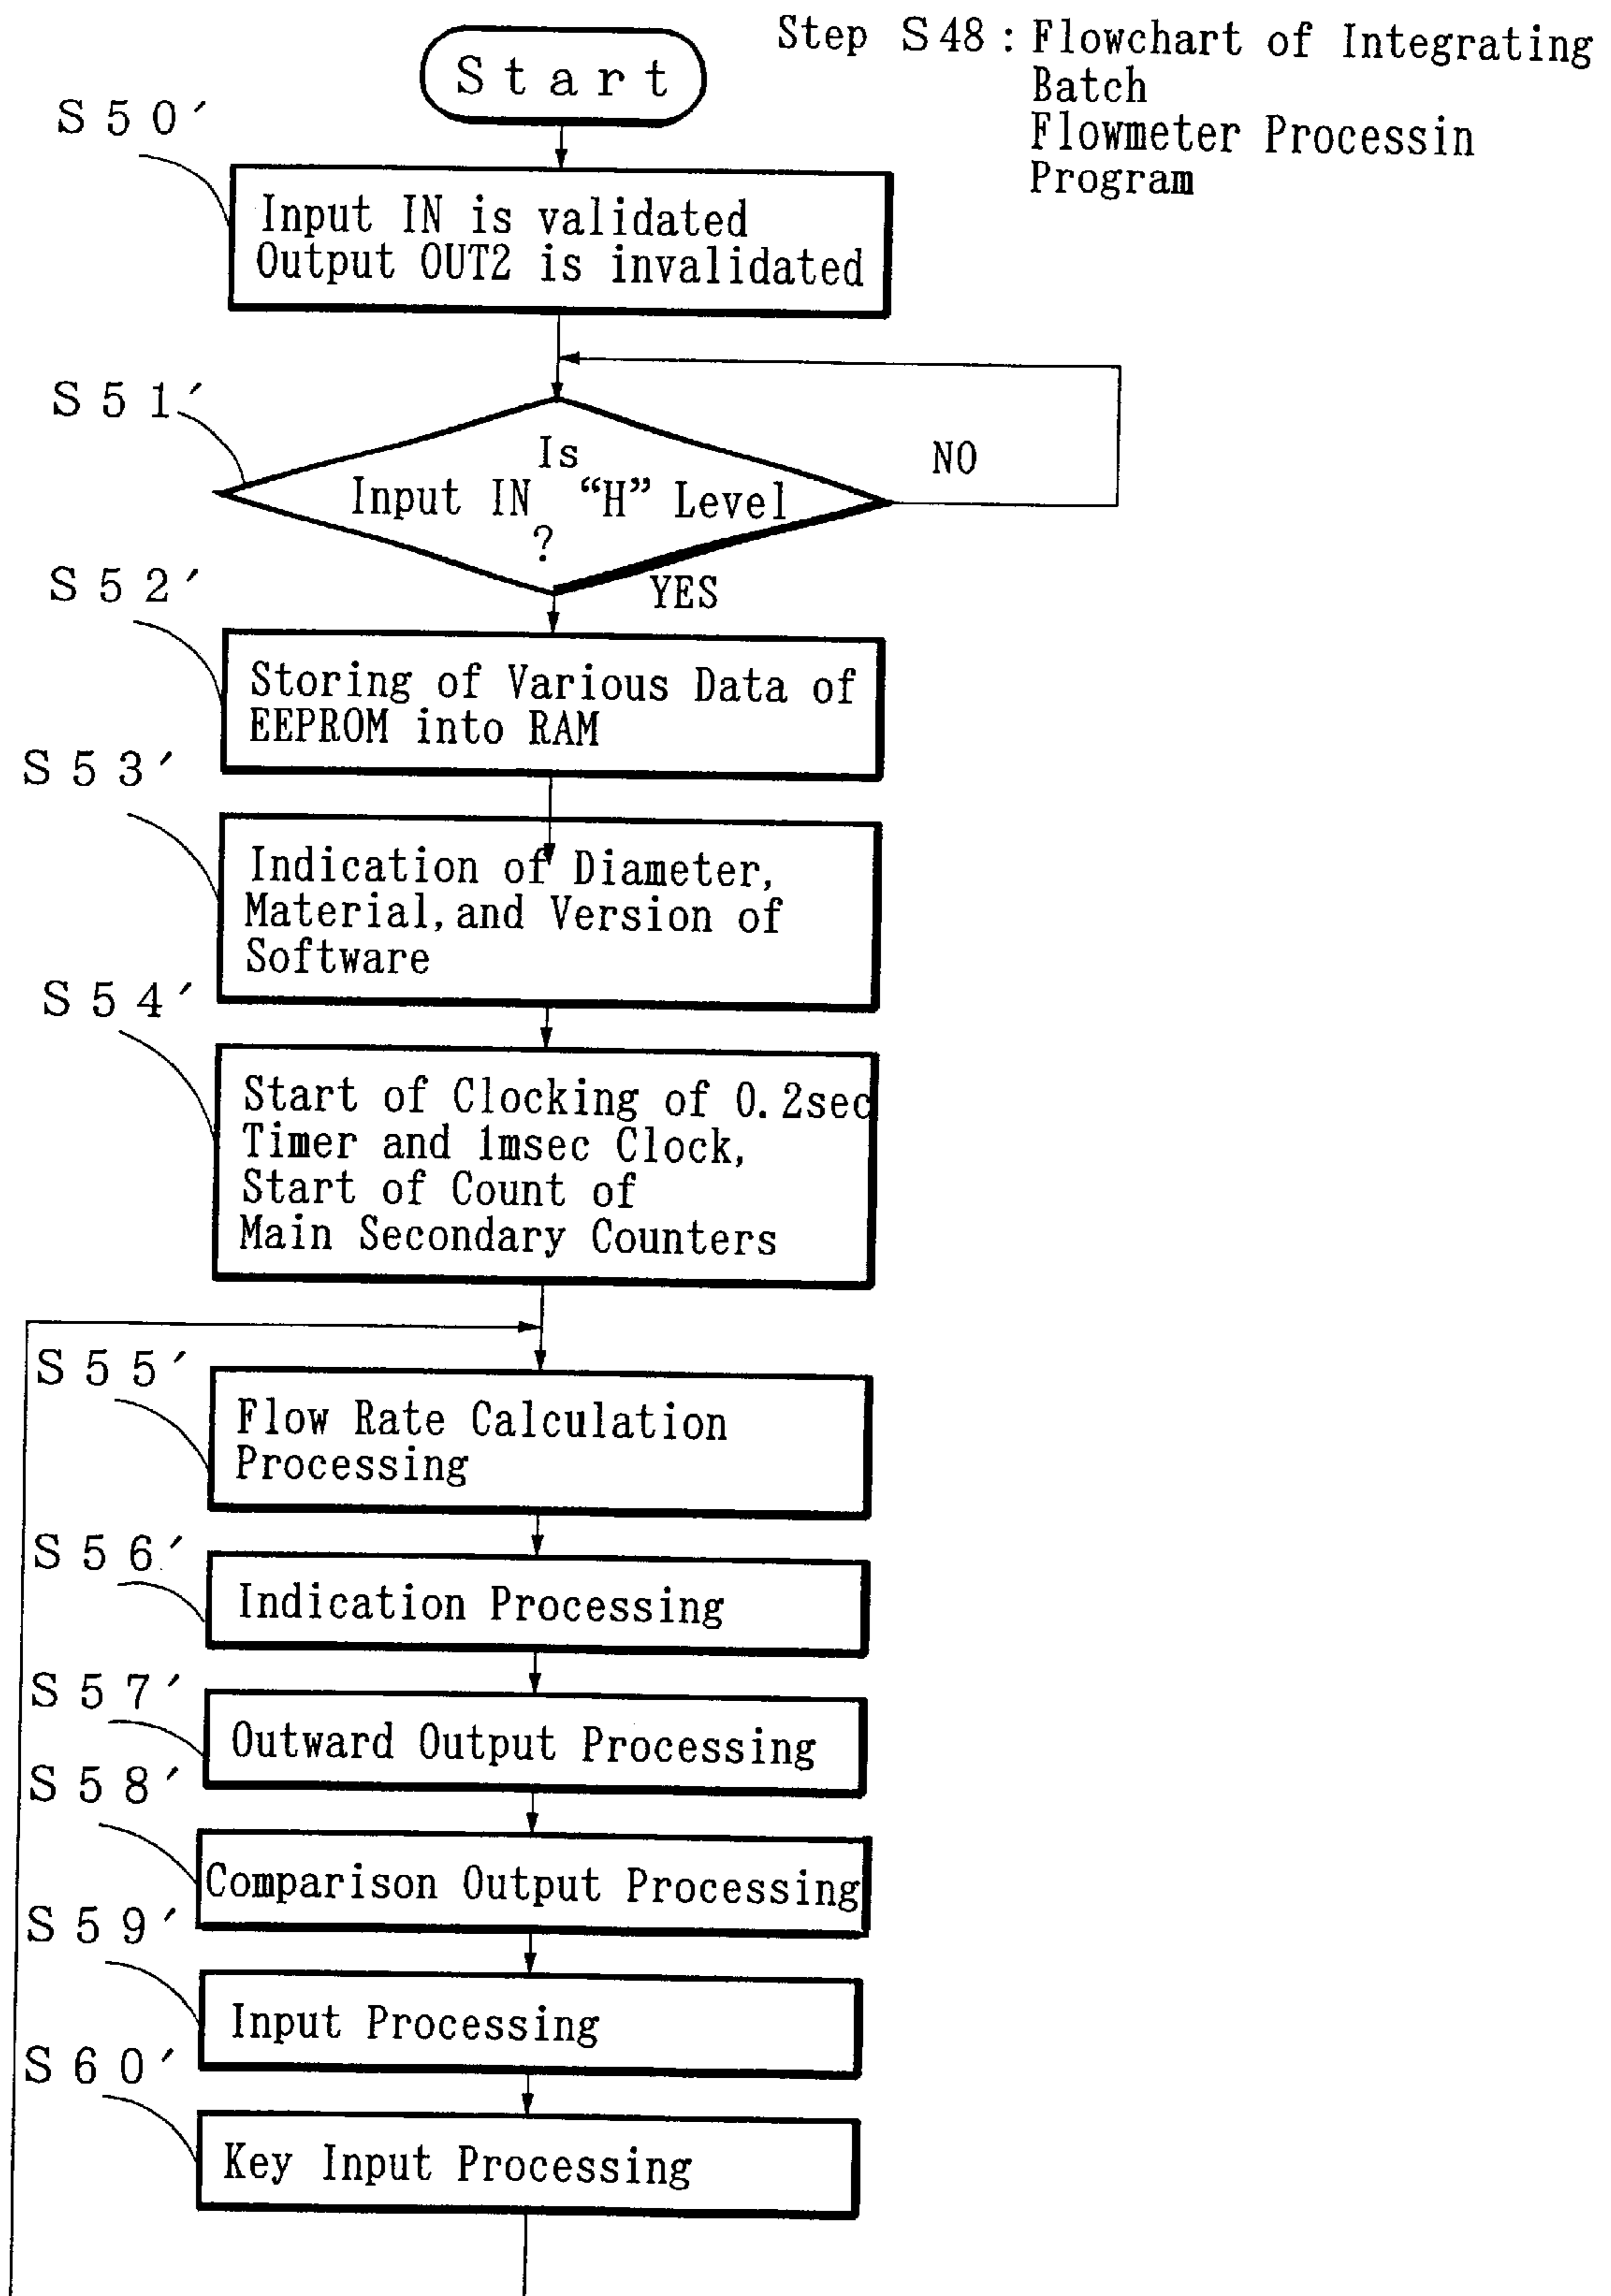 Step S48 : Flowchart of Integrating
Batch
Flowmeter Processin
Program
Start
S50′
Input IN is validated
Output OUT2 is invalidated
S51′
Is
Input IN “H” Level
?
NO
YES
S52′
Storing of Various Data of
EEPROM into RAM
S53′
Indication of Diameter,
Material, and Version of
Software
S54′
Start of Clocking of 0.2sec
Timer and 1msec Clock,
Start of Count of
Main Secondary Counters
S55′
Flow Rate Calculation
Processing
S56′
Indication Processing
S57′
Outward Output Processing
S58′
Comparison Output Processing
S59′
Input Processing
S60′
Key Input Processing